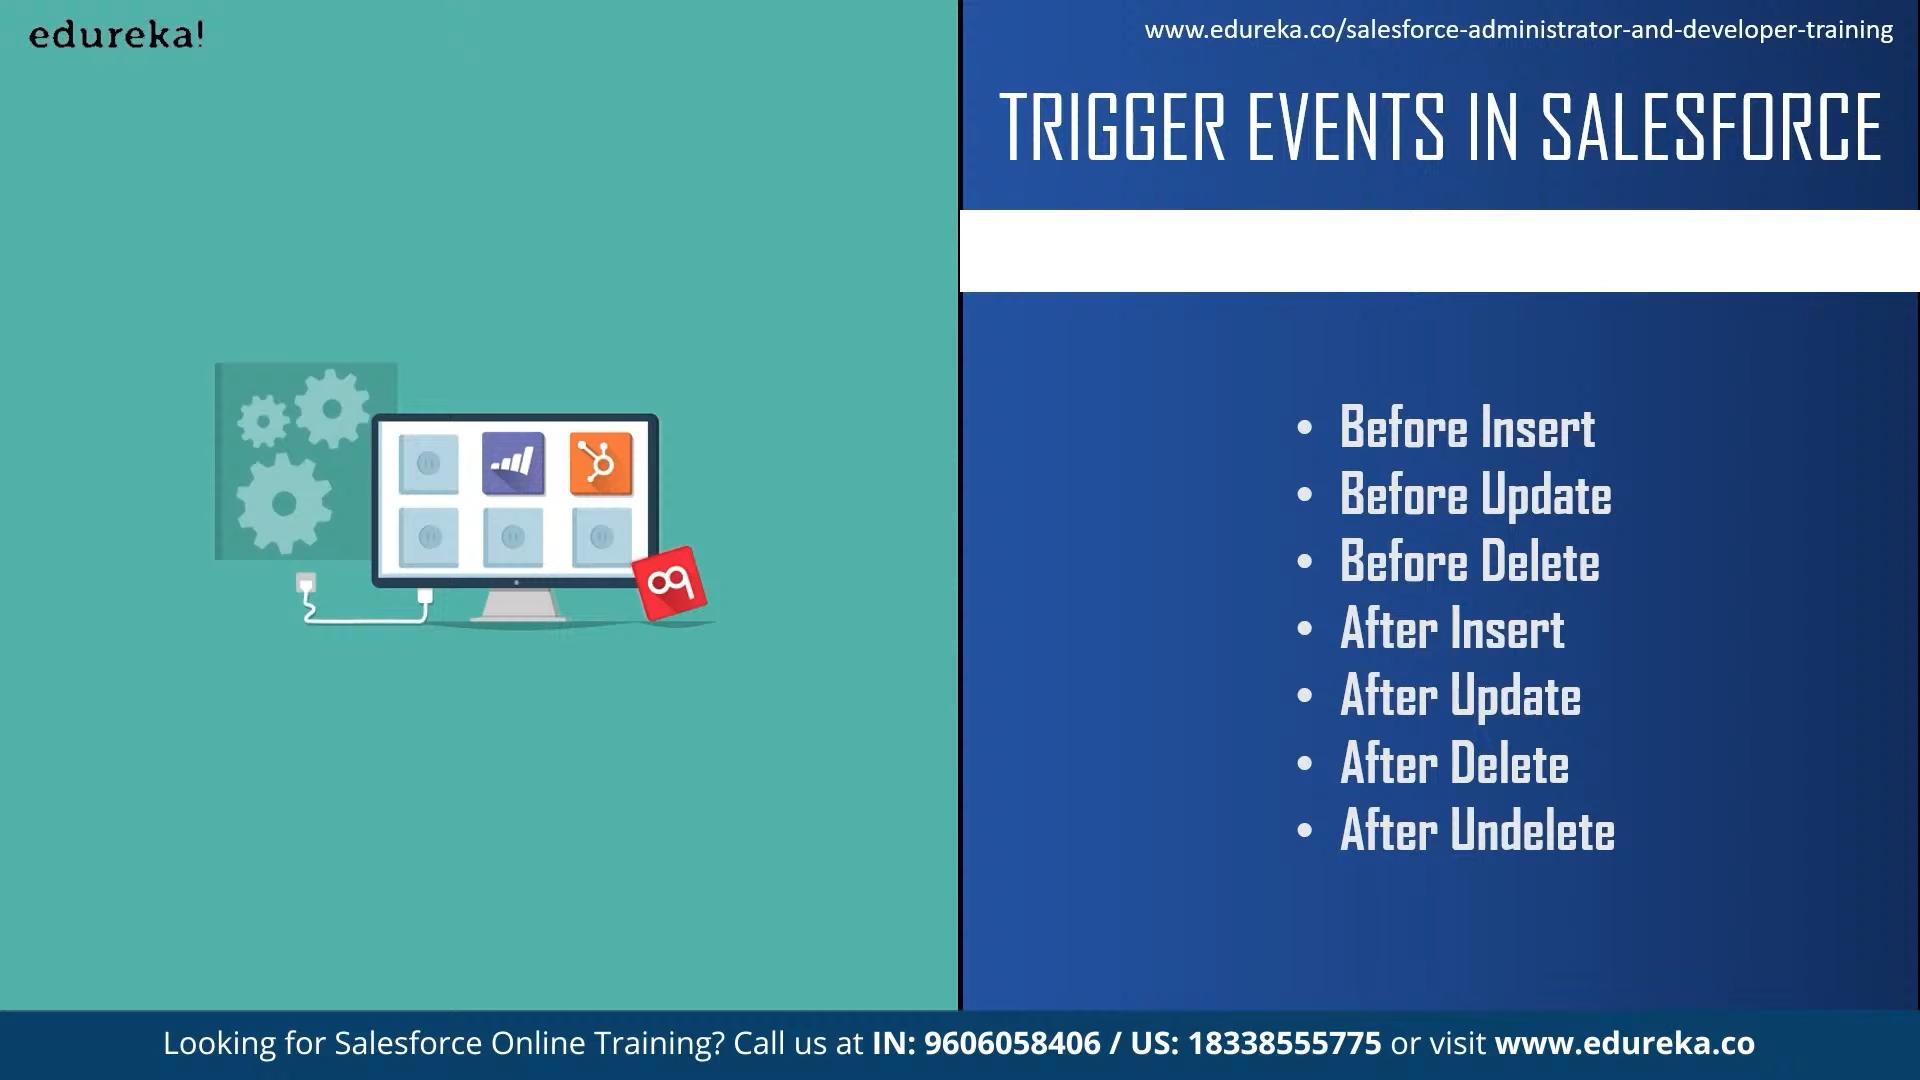 edureka!
www.edureka.co/salesforce-administrator-and-developer-training
TRIGGER EVENTS IN SALESFORCE
• Before Insert
• Before Update
• Before Delete
• After Insert
• After Update
• After Delete
• After Undelete
Looking for Salesforce Online Training? Call us at IN: 9606058406 / US: 18338555775 or visit www.edureka.co